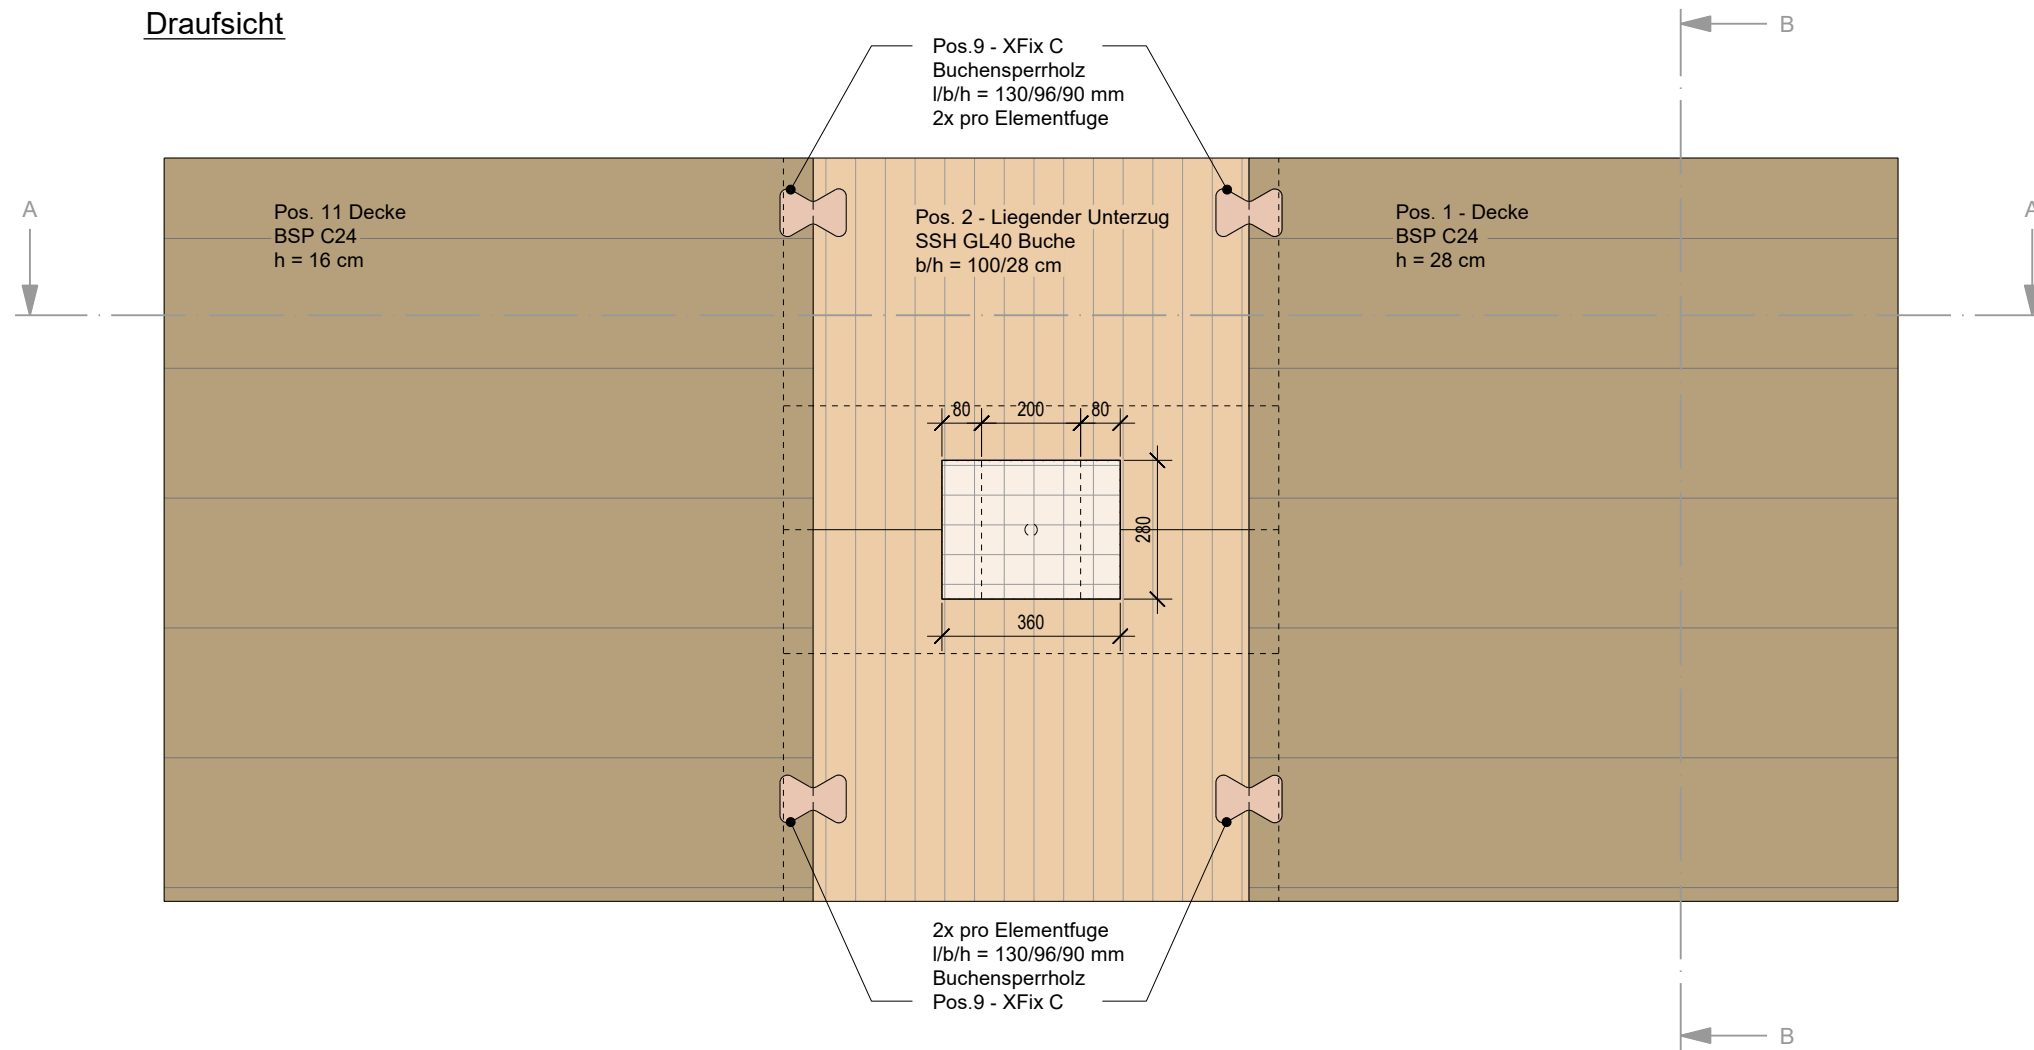 Draufsicht
B
Pos.9 - XFix C
Buchensperrholz
l/b/h = 130/96/90 mm
2x pro Elementfuge
A
A
Pos. 11 Decke
BSP C24
h = 16 cm
Pos. 2 - Liegender Unterzug
SSH GL40 Buche
b/h = 100/28 cm
Pos. 1 - Decke
BSP C24
h = 28 cm
80
200
80
280
360
2x pro Elementfuge
l/b/h = 130/96/90 mm
Buchensperrholz
Pos.9 - XFix C
B